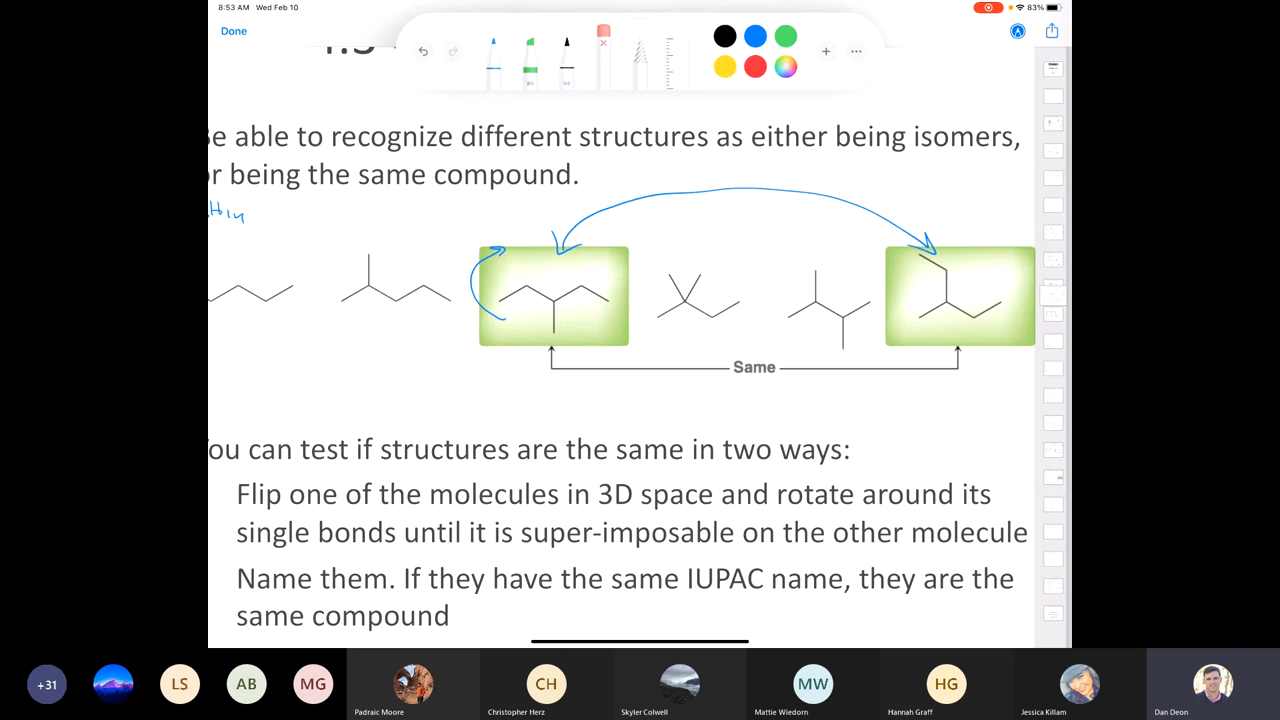 8:53 AM Wed Feb 10
83%
Done
Be able to recognize different structures as either being isomers,
or being the same compound.
H14
Same
You can test if structures are the same in two ways:
Flip one of the molecules in 3D space and rotate around its
single bonds until it is super-imposable on the other molecule
Name them. If they have the same IUPAC name, they are the
same compound
+31
LS
AB
MG
CH
MW
HG
Padraic Moore
Christopher Herz
Skyler Colwell
Mattie Wiedorn
Hannah Graff
Jessica Killam
Dan Deon